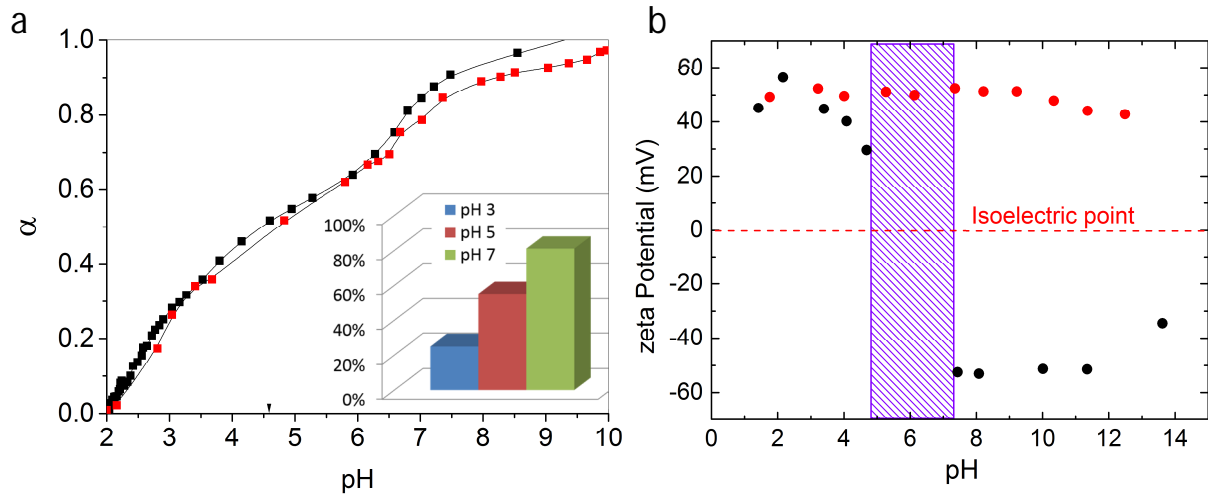 a
1.0
0.8
0.6
0.4
0.2
0.0
α
2 3 4 5 6 7 8 9 10
pH
100%
80%
60%
40%
20%
0%
pH 3
pH 5
pH 7
b
60
40
20
0
-20
-40
-60
zeta Potential (mV)
Isoelectric point
0 2 4 6 8 10 12 14
pH